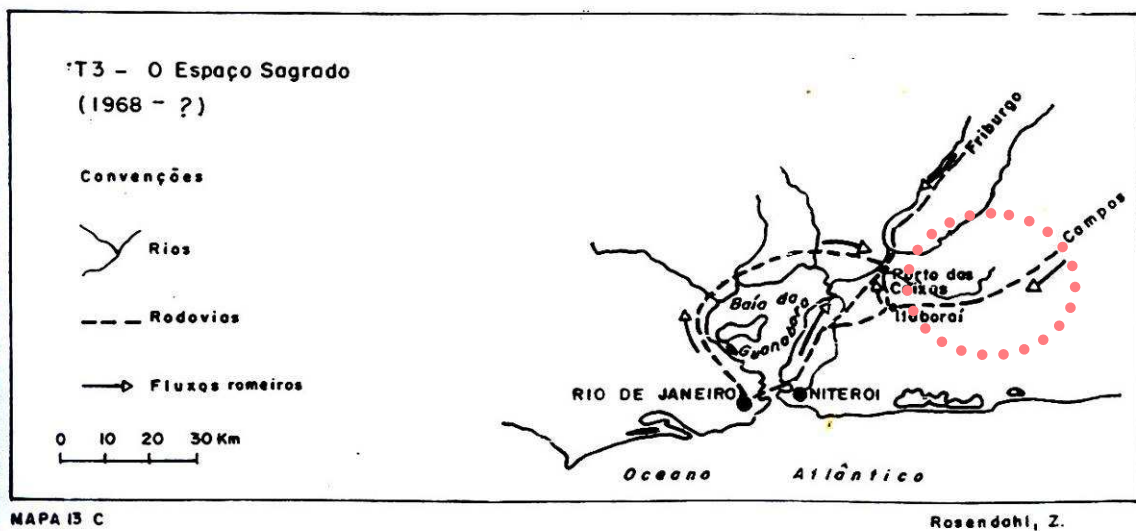 T3 - O Espaço Sagrado
(1968 - ?)
Convenções
Rios
Rodovias
Fluxos romeiros
0 10 20 30 Km
Friburgo
Campos
Porto das
Caixas
Itaboraí
Baía da
Guanabara
RIO DE JANEIRO
NITEROI
Oceano Atlântico
MAPA 13 C
Rosendahl, Z.